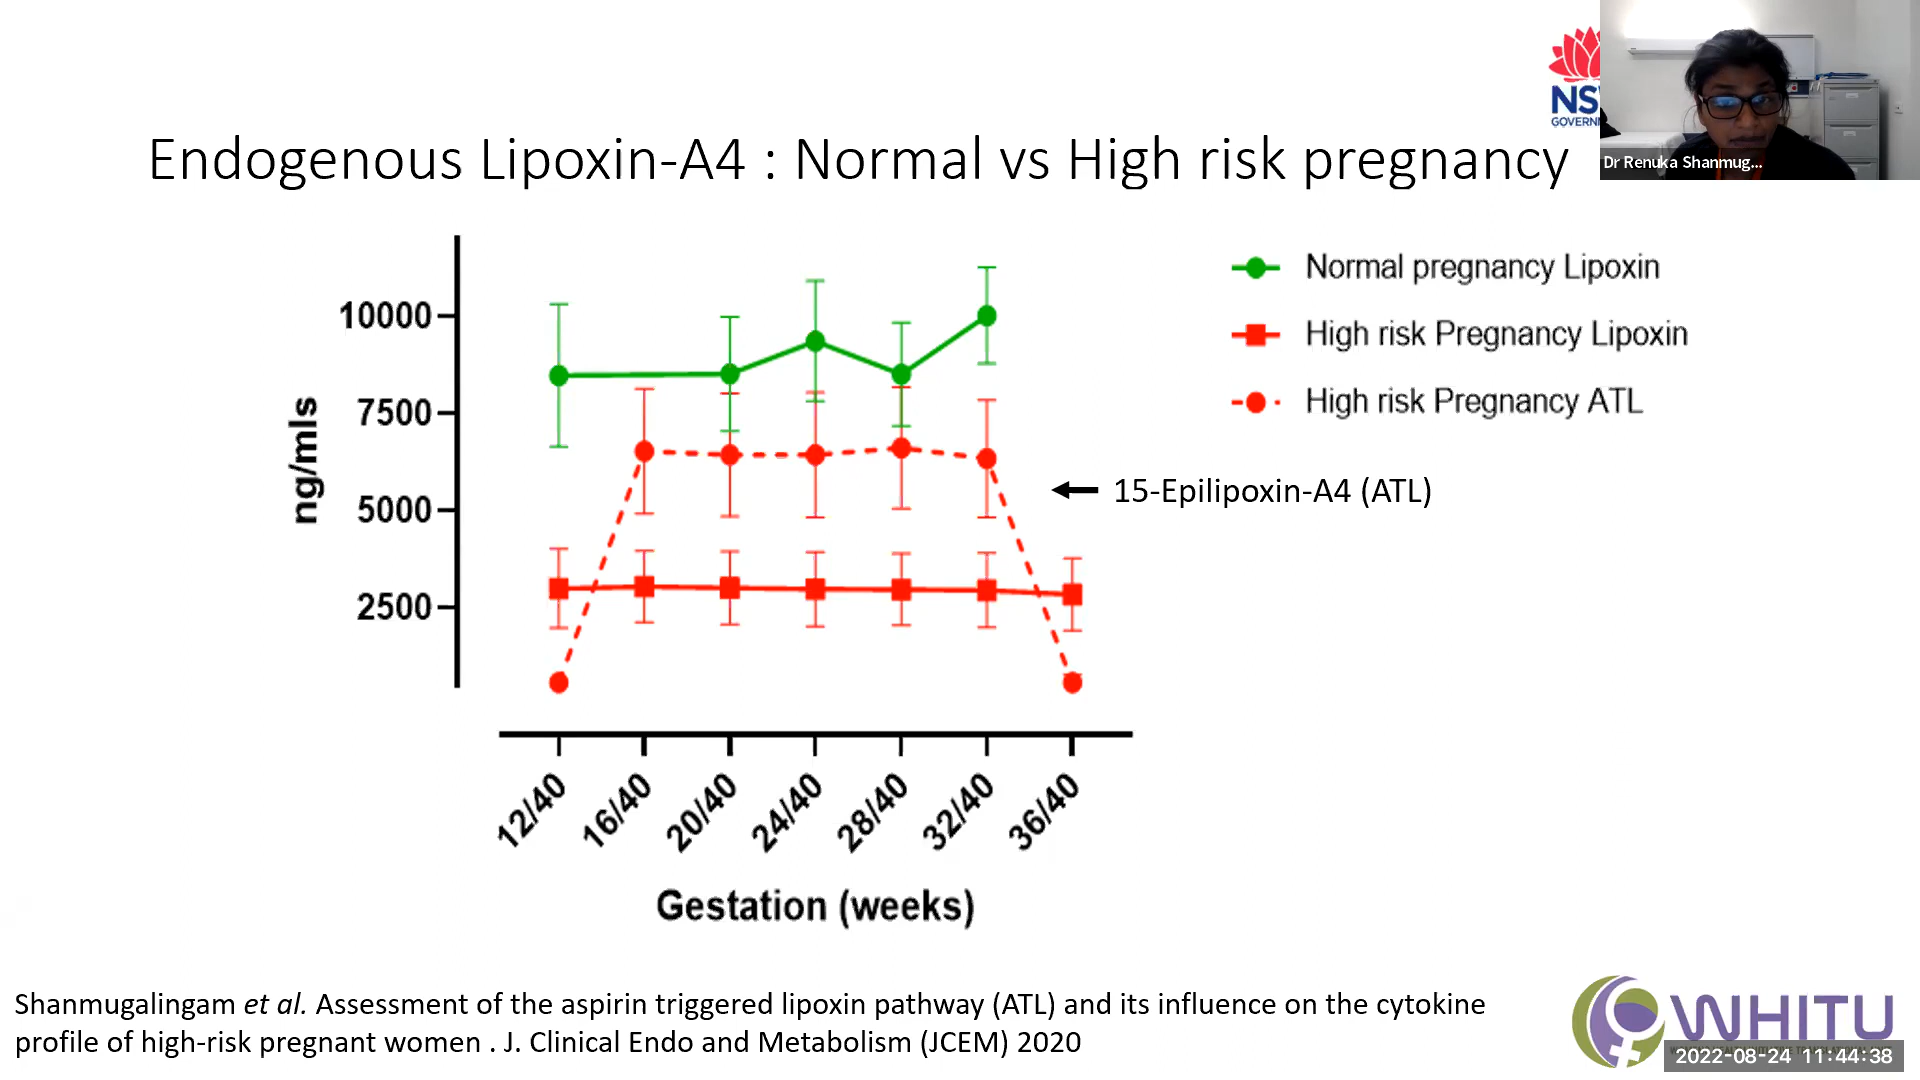 NS
GOVERN
Dr Renuka Shanmug...
Endogenous Lipoxin-A4 : Normal vs High risk pregnancy
Normal pregnancy Lipoxin
High risk Pregnancy Lipoxin
High risk Pregnancy ATL
10000
7500
5000
2500
ng/mls
15-Epilipoxin-A4 (ATL)
12/40 16/40 20/40 24/40 28/40 32/40 36/40
Gestation (weeks)
Shanmugalingam et al. Assessment of the aspirin triggered lipoxin pathway (ATL) and its influence on the cytokine
profile of high-risk pregnant women . J. Clinical Endo and Metabolism (JCEM) 2020
WHITU
2022-08-24 11:44:38